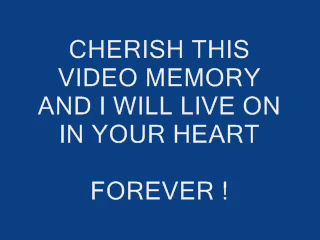 CHERISH THIS
VIDEO MEMORY
AND I WILL LIVE ON
IN YOUR HEART
FOREVER !